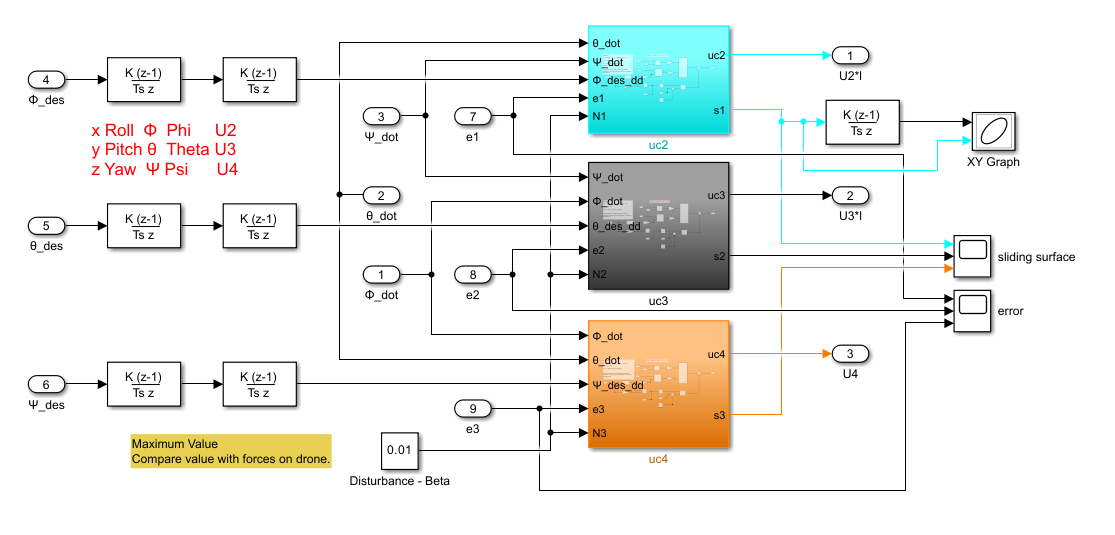 4
Φ_des
K (z-1)
Ts z
K (z-1)
Ts z
x Roll Φ Phi U2
y Pitch θ Theta U3
z Yaw Ψ Psi U4
5
θ_des
K (z-1)
Ts z
K (z-1)
Ts z
6
Ψ_des
K (z-1)
Ts z
K (z-1)
Ts z
Maximum Value
Compare value with forces on drone.
3
Ψ_dot
2
θ_dot
1
Φ_dot
7
e1
8
e2
9
e3
0.01
Disturbance - Beta
θ_dot
Ψ_dot
Φ_des_dd
e1
N1
uc2
s1
uc2
Ψ_dot
Φ_dot
θ_des_dd
e2
N2
uc3
s2
uc3
Φ_dot
θ_dot
Ψ_des_dd
e3
N3
uc4
s3
uc4
1
U2*l
K (z-1)
Ts z
XY Graph
2
U3*l
sliding surface
error
3
U4